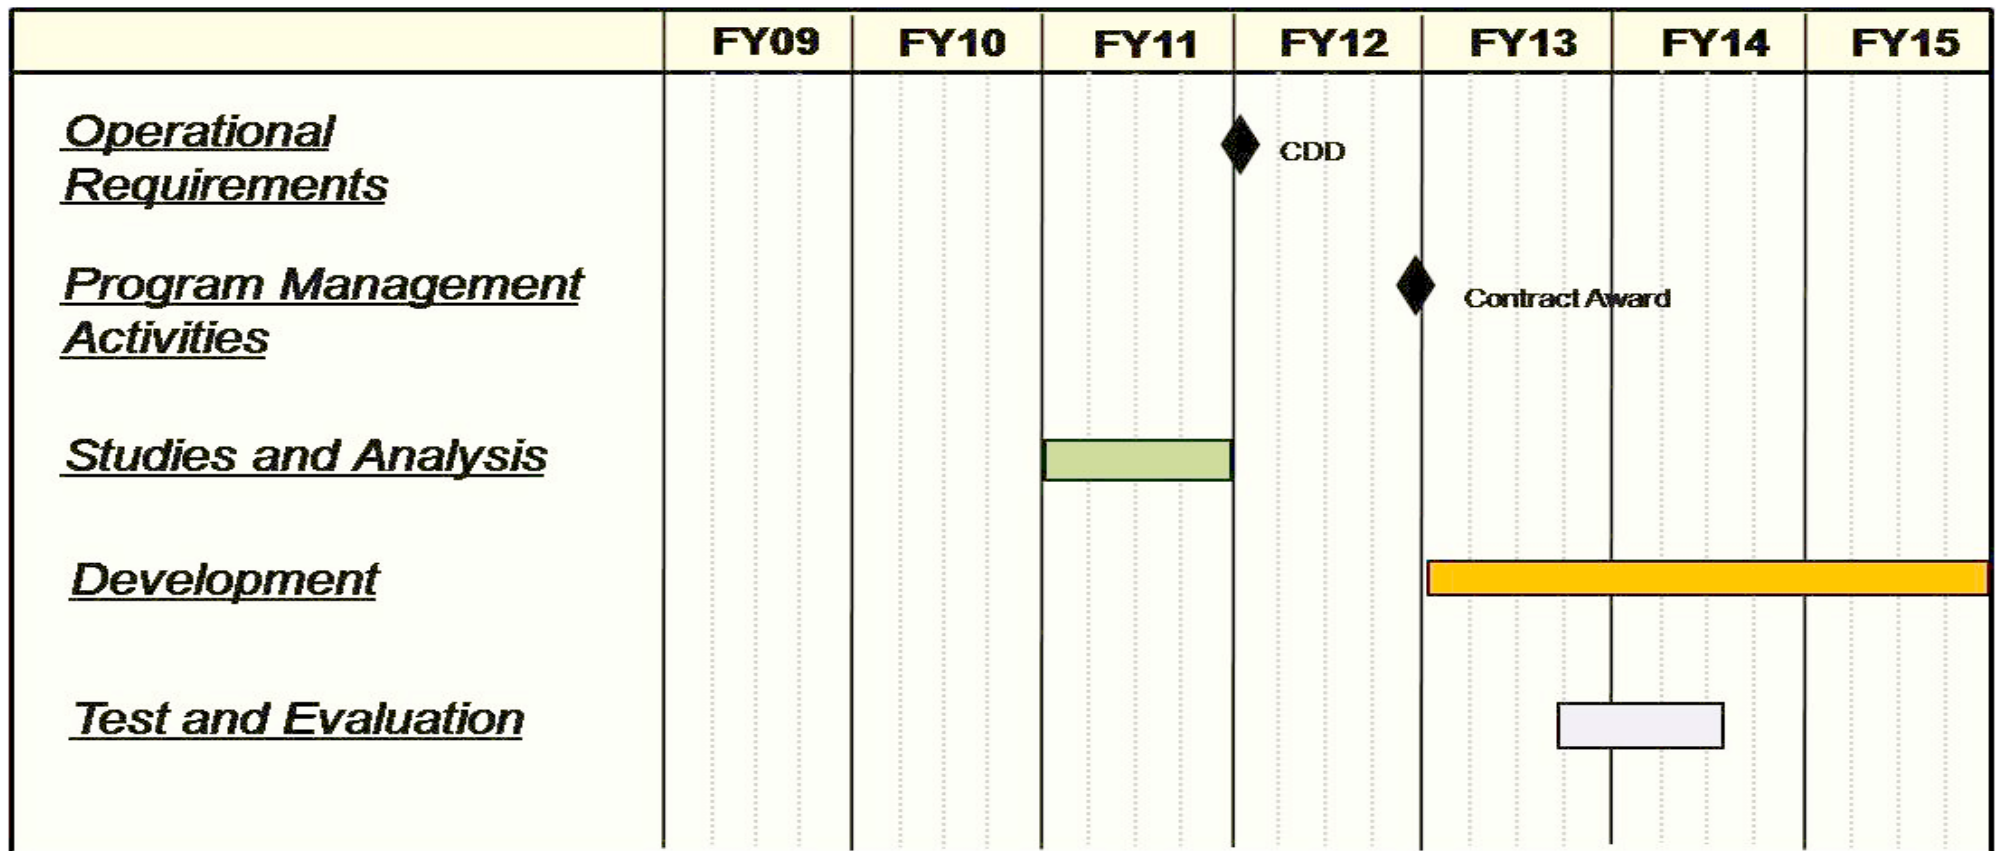 FY09 FY10 FY11 FY12 FY13 FY14 FY15
Operational
Requirements
CDD
Program Management
Activities
Contract Award
Studies and Analysis
Development
Test and Evaluation